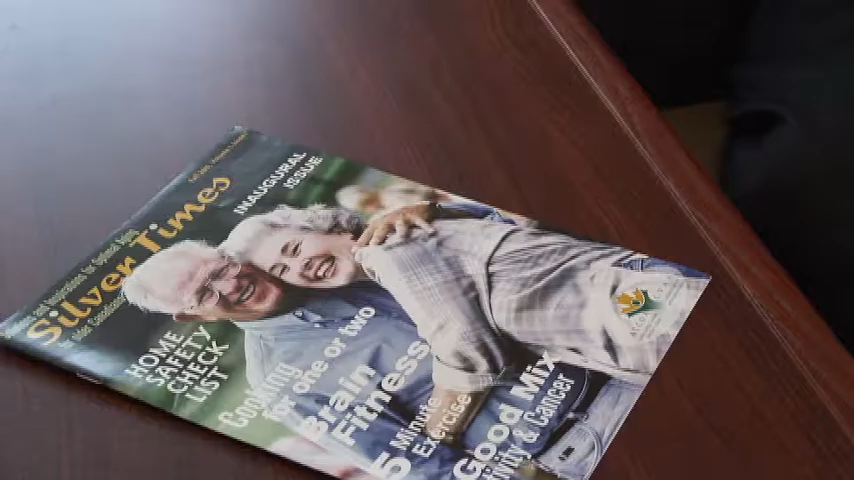 Silver Times
INAUGURAL
ISSUE
HOME
SAFETY
CHECK
LIST
Cooking
for one or two
Brain
Fitness
5 Minute
Exercise
Good Mix
& Cancer